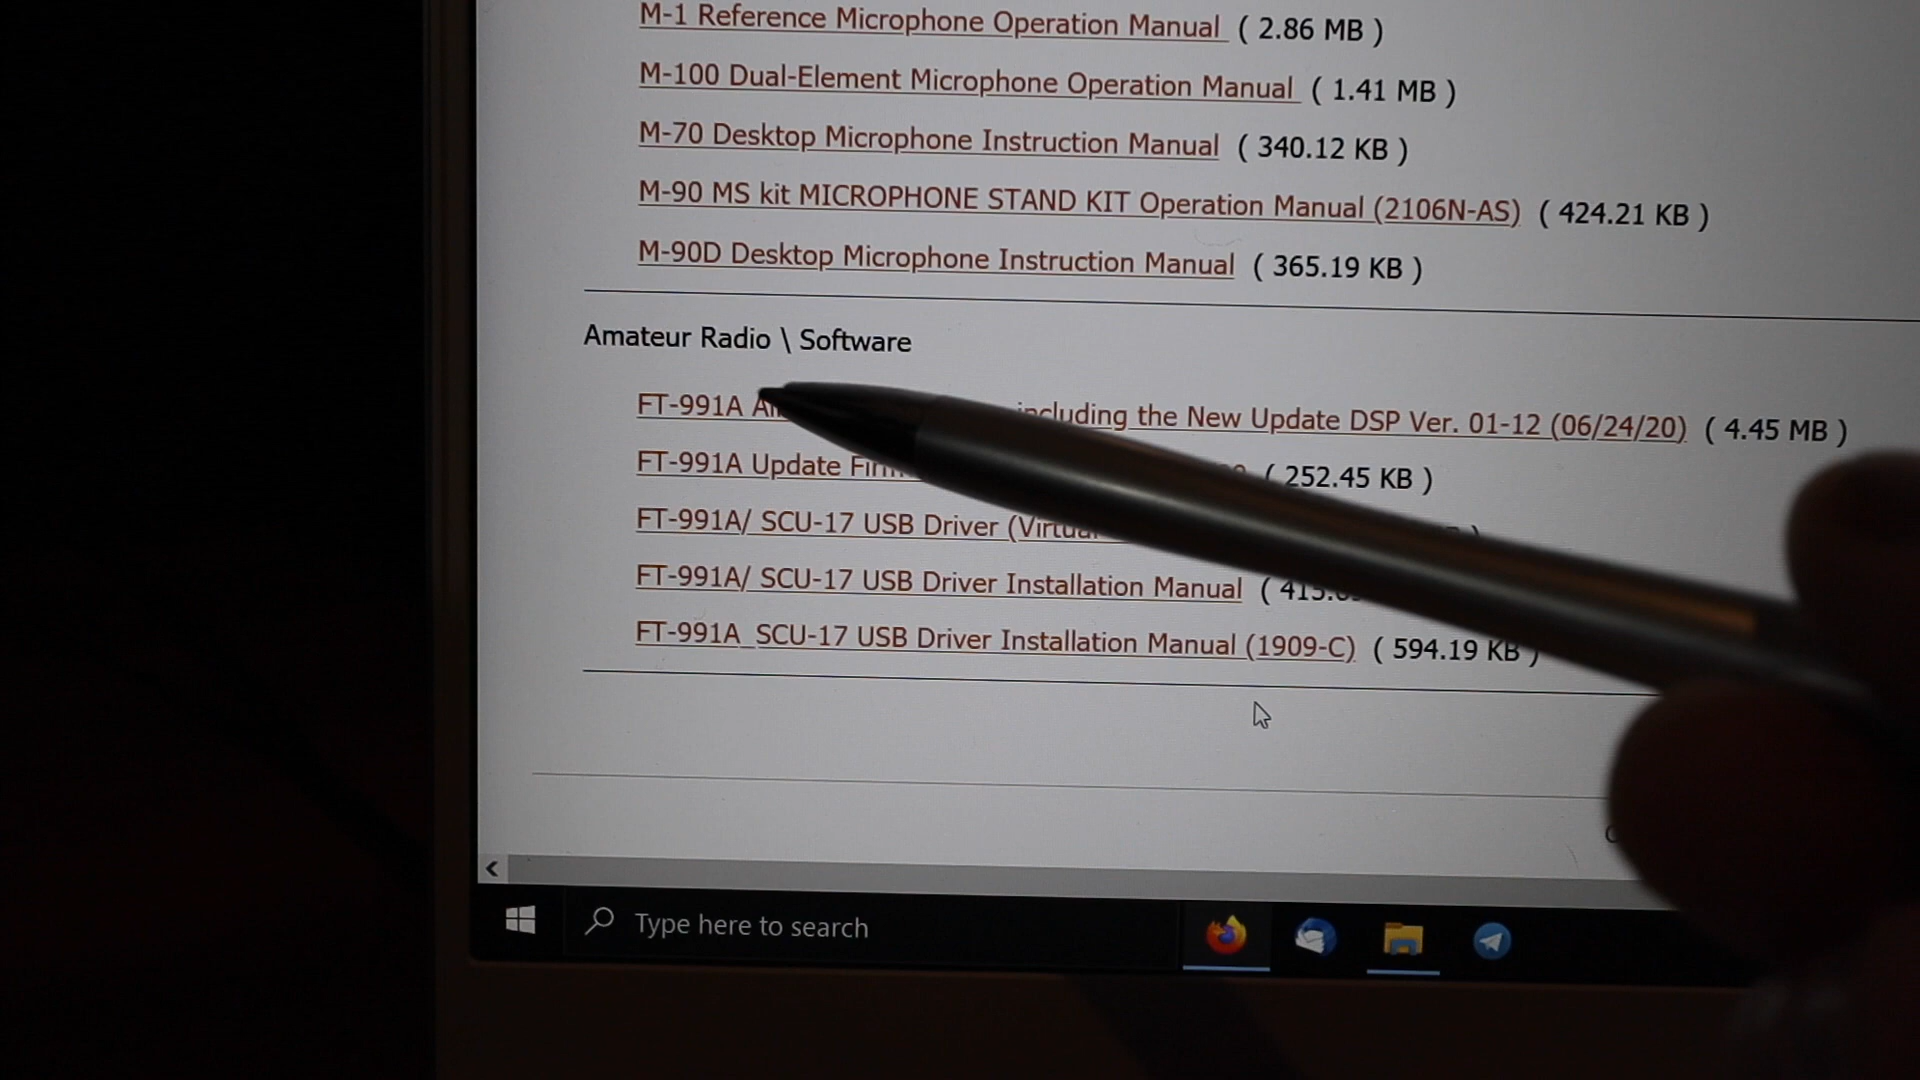 M-1 Reference Microphone Operation Manual ( 2.86 MB )
M-100 Dual-Element Microphone Operation Manual ( 1.41 MB )
M-70 Desktop Microphone Instruction Manual ( 340.12 KB )
M-90 MS kit MICROPHONE STAND KIT Operation Manual (2106N-AS) ( 424.21 KB )
M-90D Desktop Microphone Instruction Manual ( 365.19 KB )
Amateur Radio \ Software
FT-991A including the New Update DSP Ver. 01-12 (06/24/20) ( 4.45 MB )
FT-991A Update ( 252.45 KB )
FT-991A/ SCU-17 USB Driver (Virtual
FT-991A/ SCU-17 USB Driver Installation Manual (
FT-991A_SCU-17 USB Driver Installation Manual (1909-C) ( 594.19 KB )
Type here to search